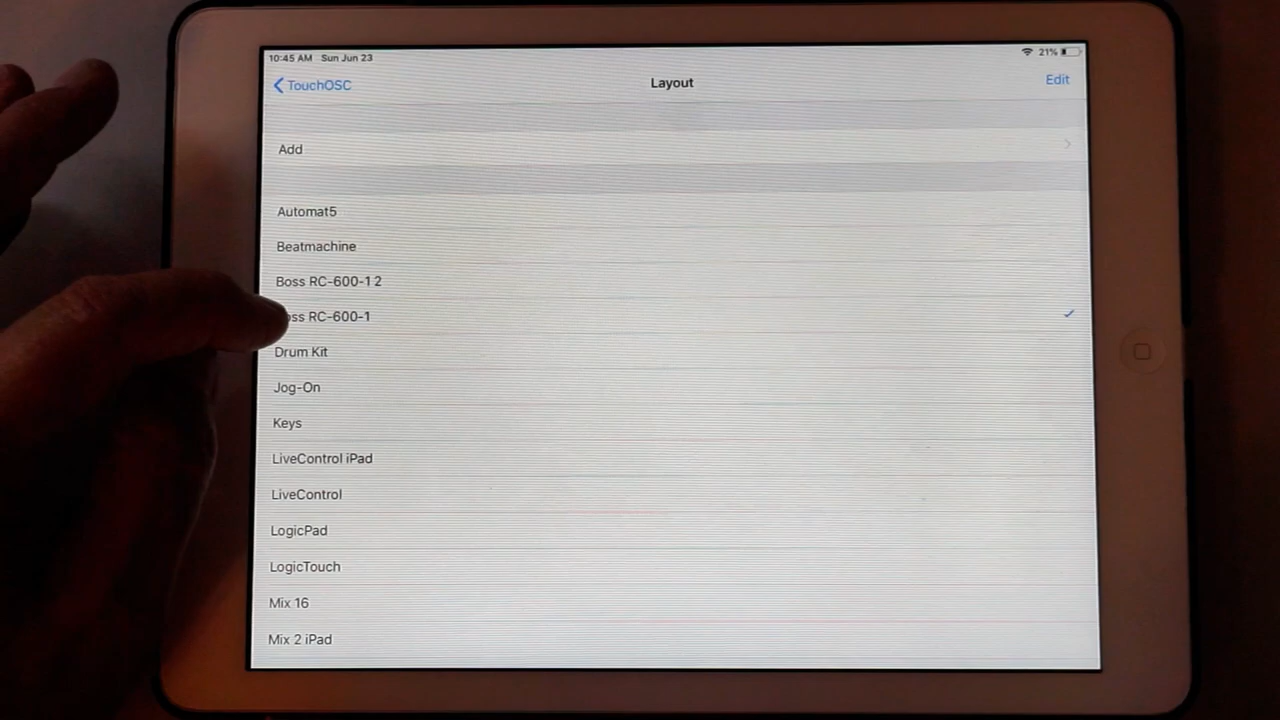 10:45 AM Sun Jun 23 21%
TouchOSC Layout Edit
Add
Automat5
Beatmachine
Boss RC-600-1 2
oss RC-600-1
Drum Kit
Jog-On
Keys
LiveControl iPad
LiveControl
LogicPad
LogicTouch
Mix 16
Mix 2 iPad